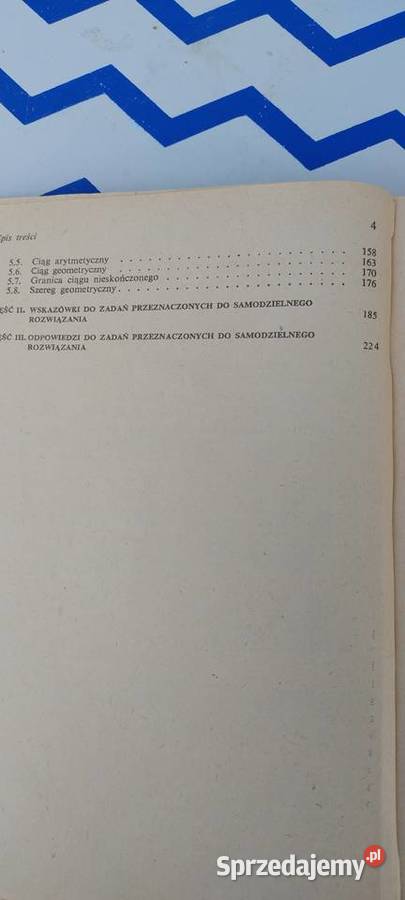 4
pis treści
5.5. Ciąg arytmetyczny . . . . . . . . . . . . . . . . 158
5.6. Ciąg geometryczny . . . . . . . . . . . . . . . . 163
5.7. Granica ciągu nieskończonego . . . . . . . . . . . 170
5.8. Szereg geometryczny . . . . . . . . . . . . . . . . 176
ĘŚĆ II. WSKAZÓWKI DO ZADAŃ PRZEZNACZONYCH DO SAMODZIELNEGO
ROZWIĄZANIA 185
ĘŚĆ III. ODPOWIEDZI DO ZADAŃ PRZEZNACZONYCH DO SAMODZIELNEGO
ROZWIĄZANIA 224
Sprzedajemy.pl